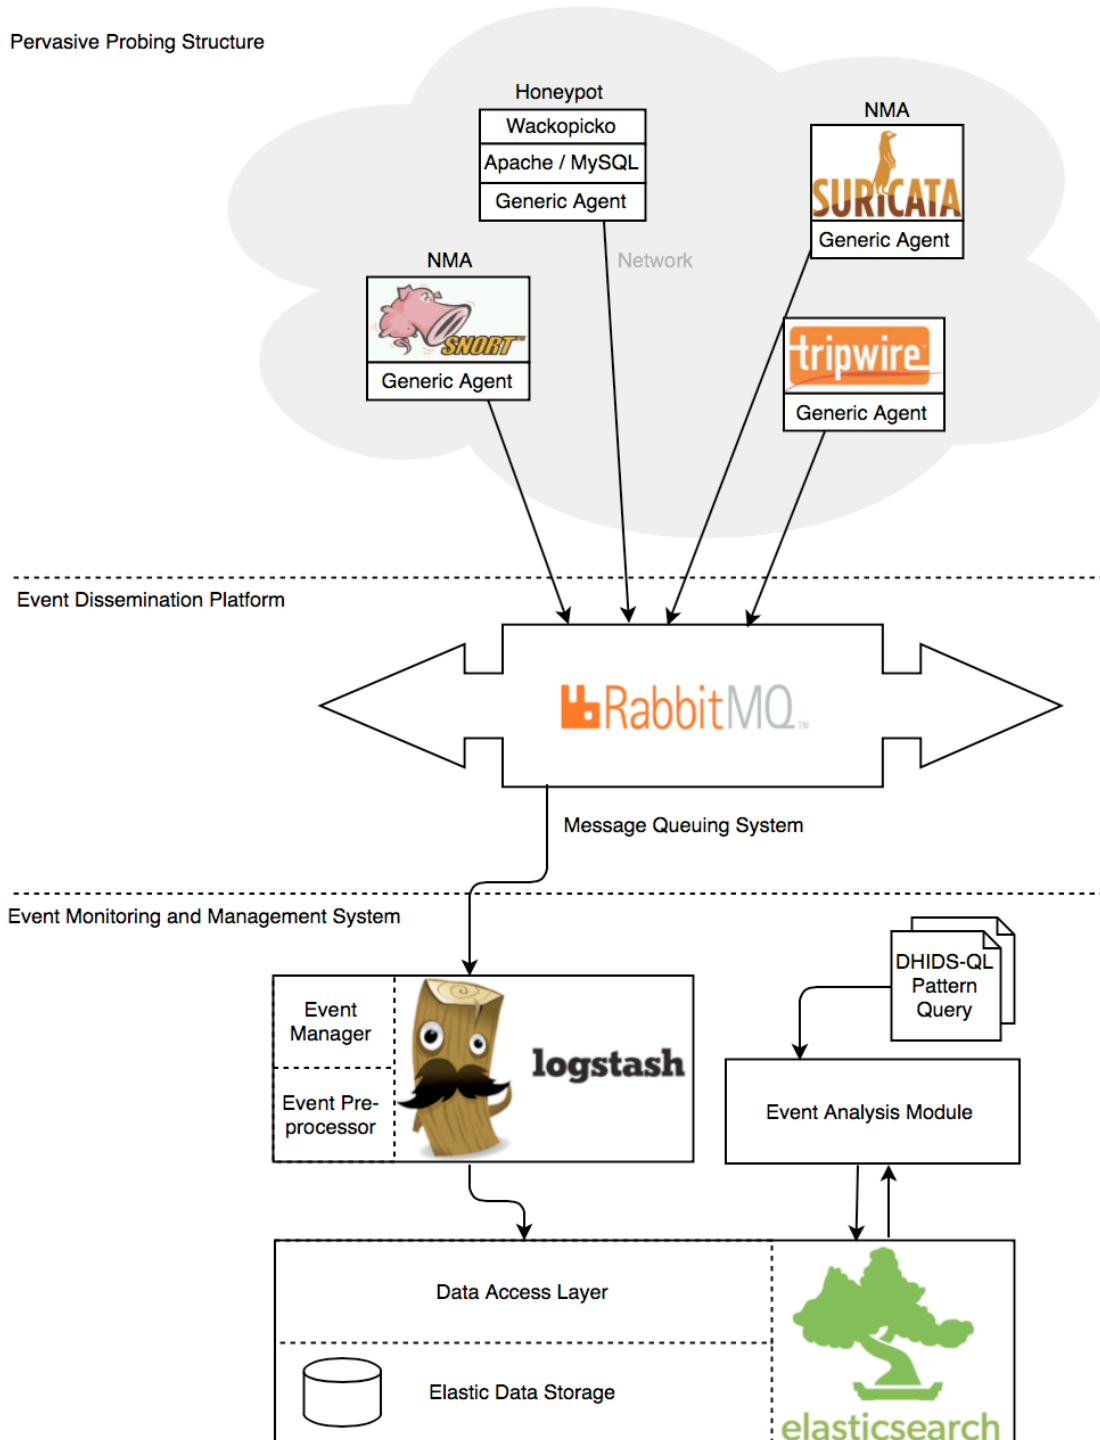 Pervasive Probing Structure
Honeypot
Wackopicko
Apache / MySQL
Generic Agent
NMA
SURICATA
Generic Agent
Network
NMA
SNORT
Generic Agent
tripwire
Generic Agent
Event Dissemination Platform
RabbitMQ TM
Message Queuing System
Event Monitoring and Management System
DHIDS-QL
Pattern
Query
Event
Manager
logstash
Event Pre-
processor
Event Analysis Module
Data Access Layer
Elastic Data Storage
elasticsearch